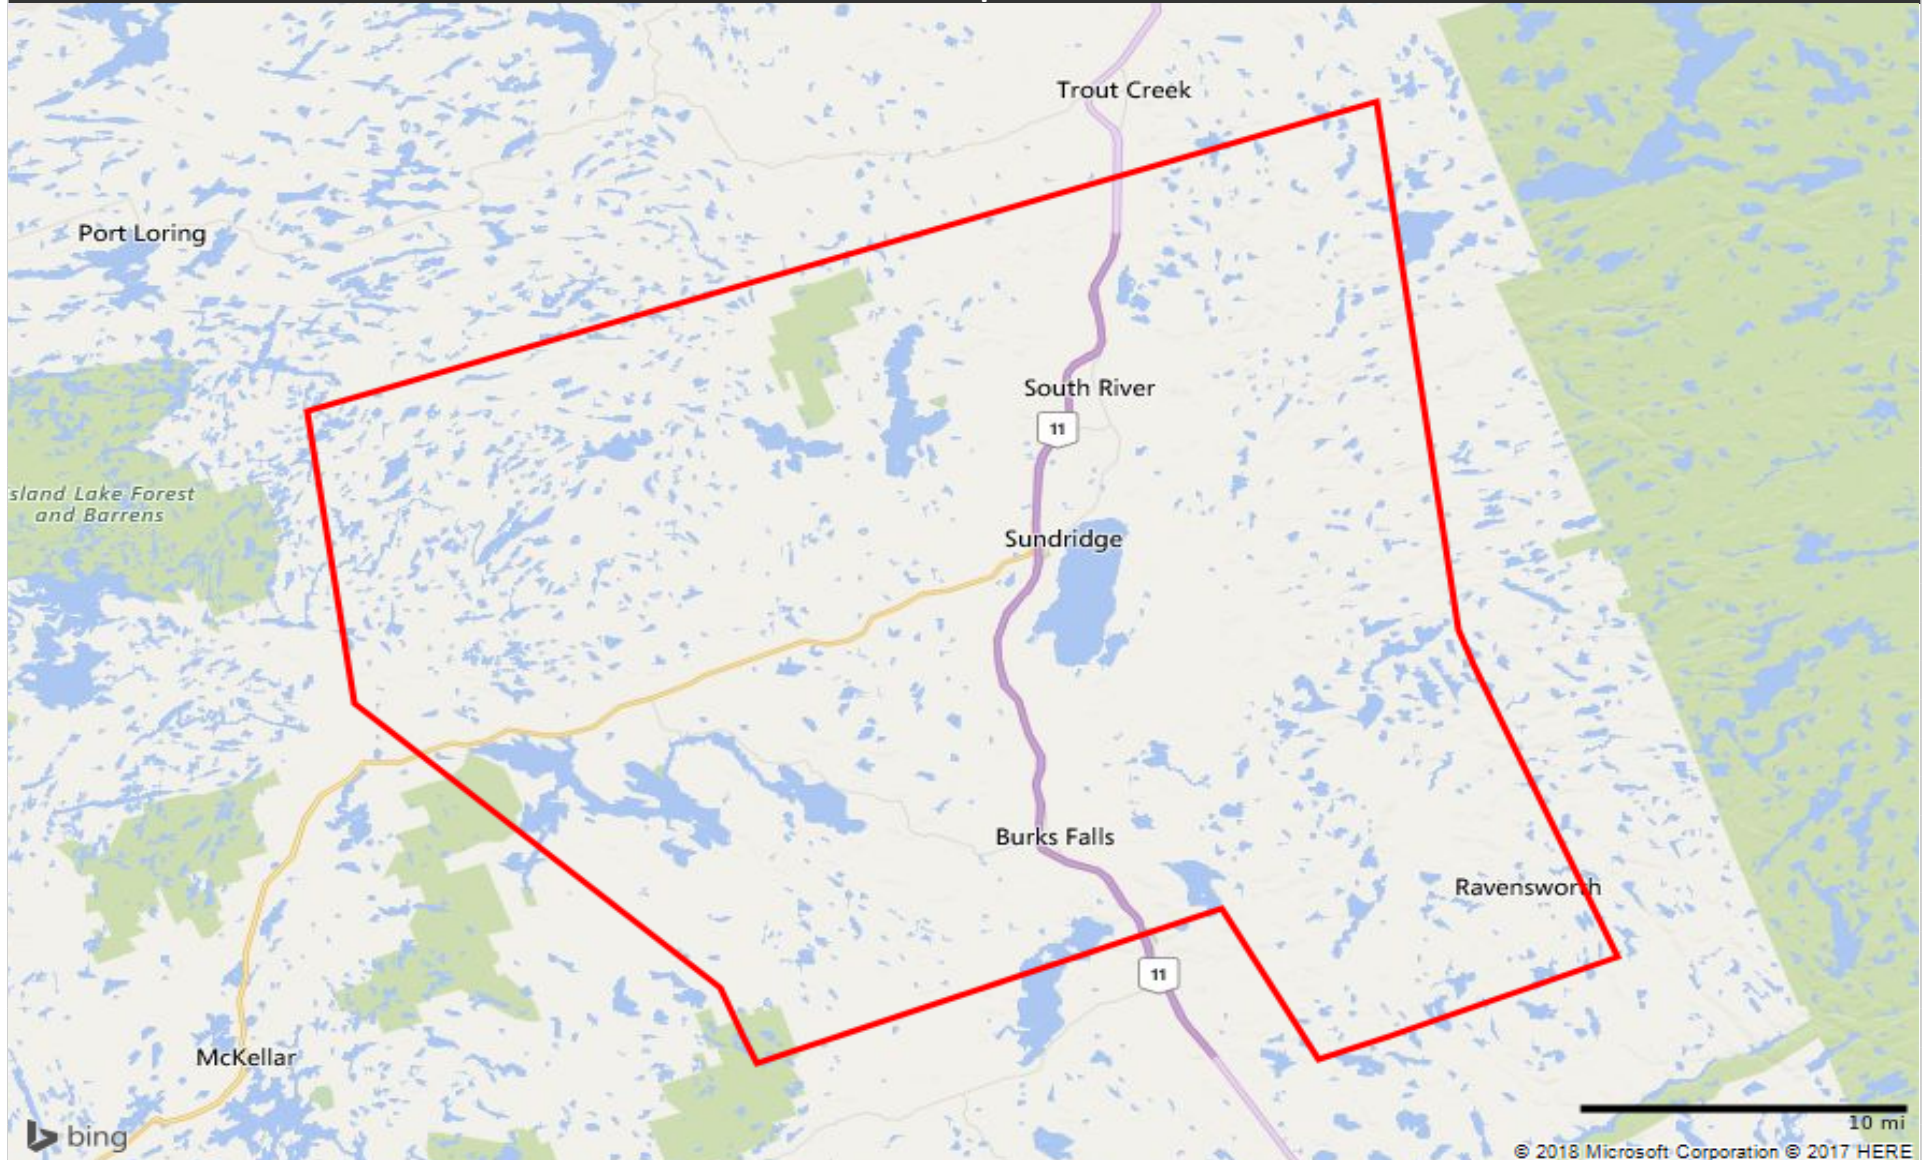 Trout Creek
Port Loring
South River
11
sland Lake Forest
and Barrens
Sundridge
Burks Falls
Ravensworth
11
McKellar
10 mi
bing
© 2018 Microsoft Corporation © 2017 HERE